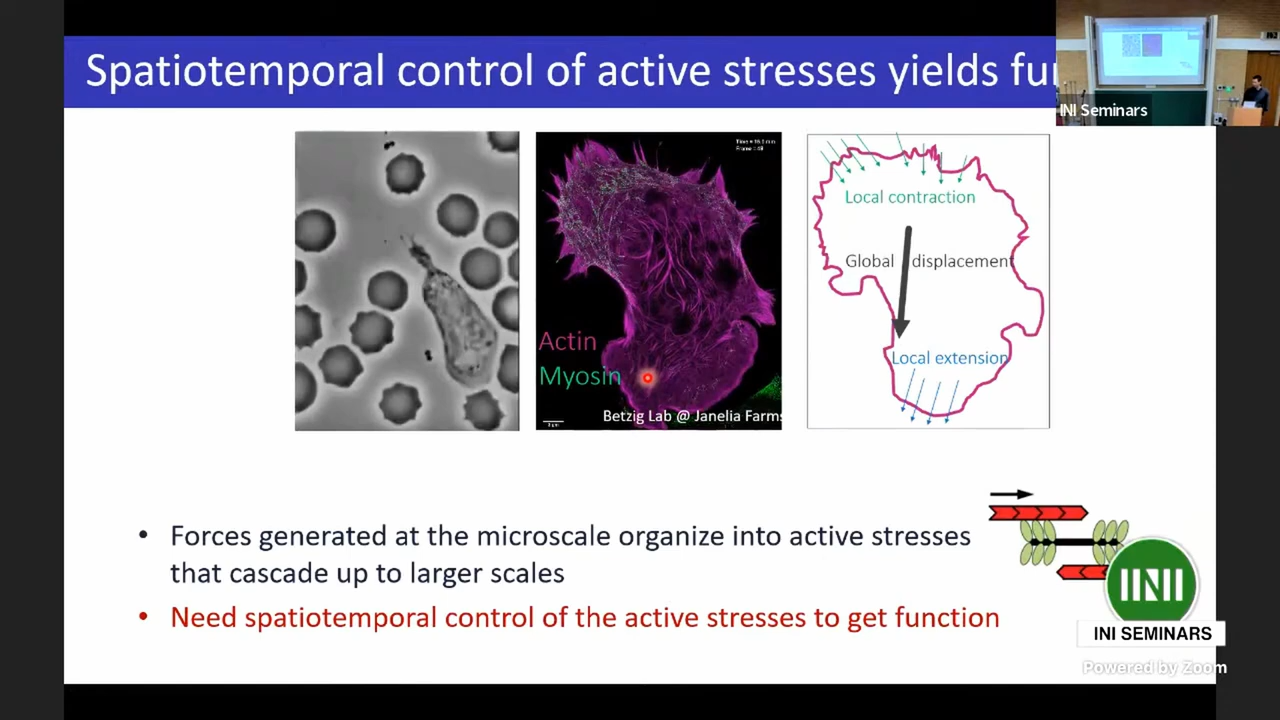 Spatiotemporal control of active stresses yields fu
INI Seminars
Actin
Myosin
Betzig Lab @ Janelia Farms
Local contraction
Global displacement
Local extension
• Forces generated at the microscale organize into active stresses
that cascade up to larger scales
• Need spatiotemporal control of the active stresses to get function
INI SEMINARS
Powered by Zoom